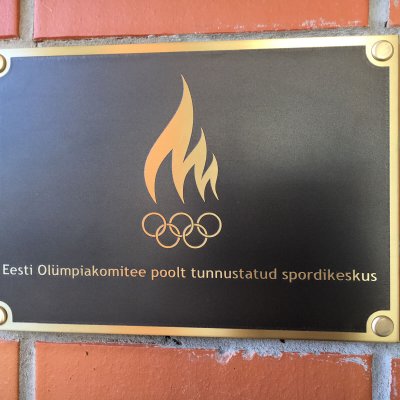 Eesti Olümpiakomitee poolt tunnustatud spordikeskus